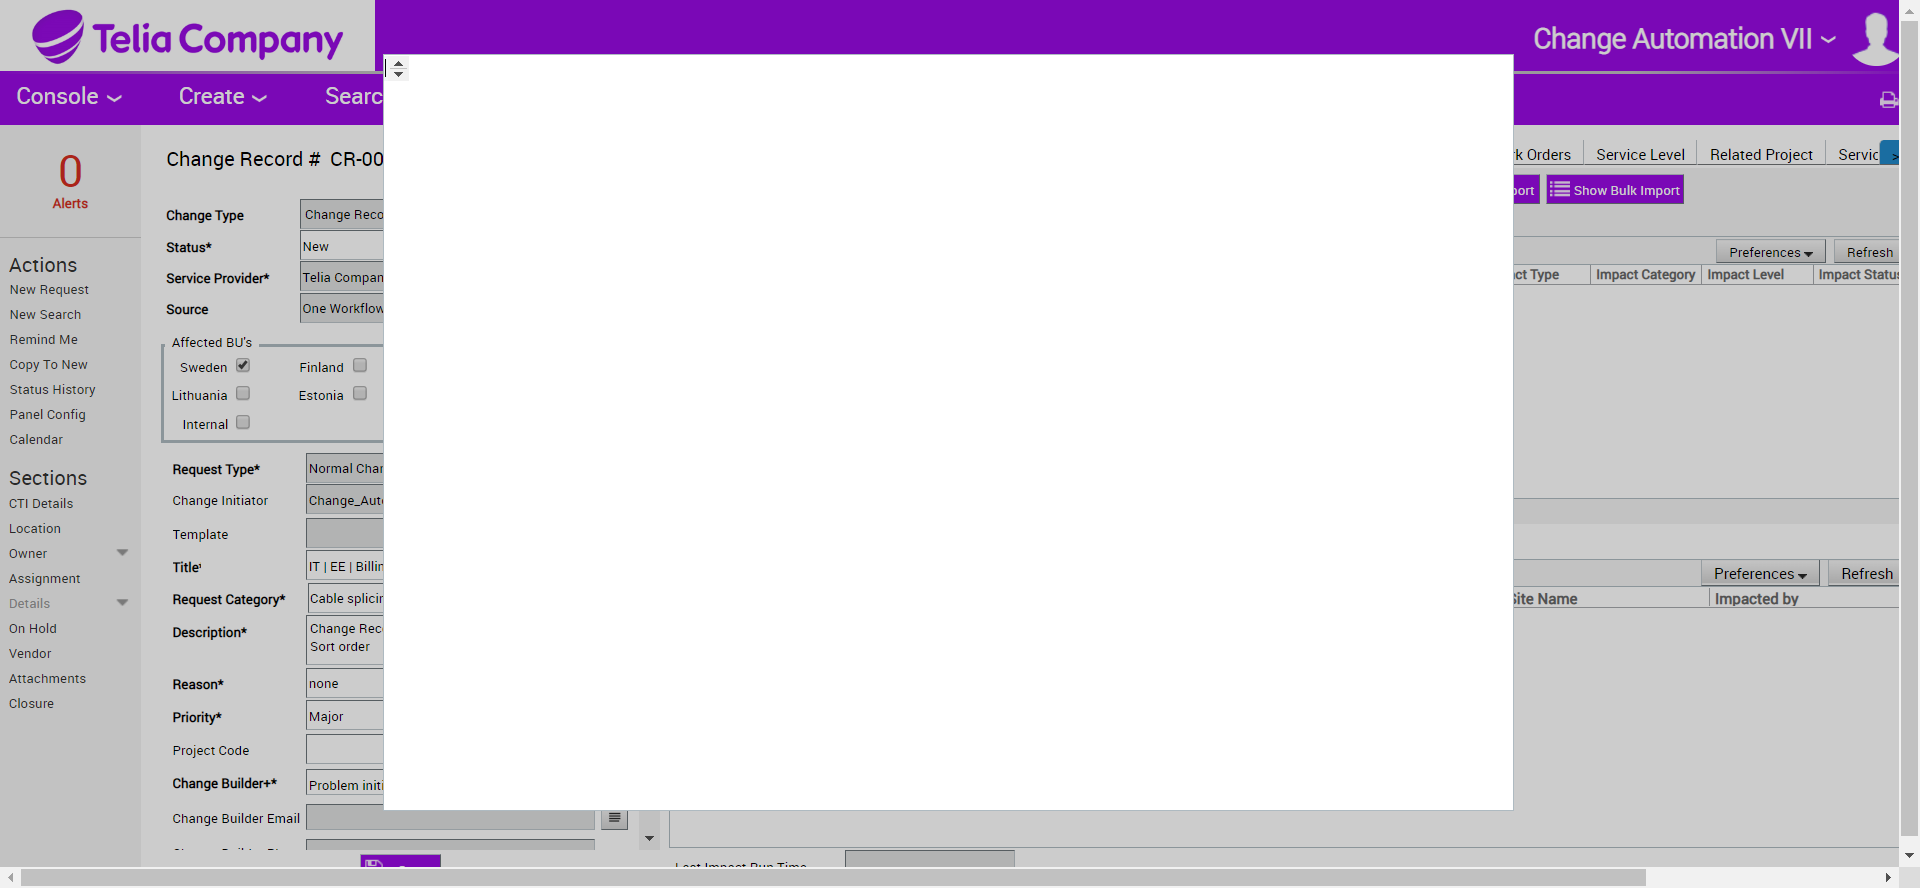 Telia Company
Change Automation VII
Console
Create
Searc
0
Alerts
Change Record # CR-00
rk Orders
Service Level
Related Project
Servic
>
ort
Show Bulk Import
Change Type
Change Reco
Status*
New
Service Provider*
Telia Compan
Source
One Workflow
Preferences
Refresh
ct Type
Impact Category
Impact Level
Impact Status
Affected BU's
Sweden
Finland
Lithuania
Estonia
Internal
Actions
New Request
New Search
Remind Me
Copy To New
Status History
Panel Config
Calendar
Sections
CTI Details
Location
Owner
Assignment
Details
On Hold
Vendor
Attachments
Closure
Request Type*
Normal Char
Change Initiator
Change_Aut
Template
Title
IT | EE | Billin
Request Category*
Cable splicin
Description*
Change Rec
Sort order
Reason*
none
Priority*
Major
Project Code
Change Builder+*
Problem initi
Change Builder Email
Preferences
Refresh
Site Name
Impacted by
Last Impact Run Time